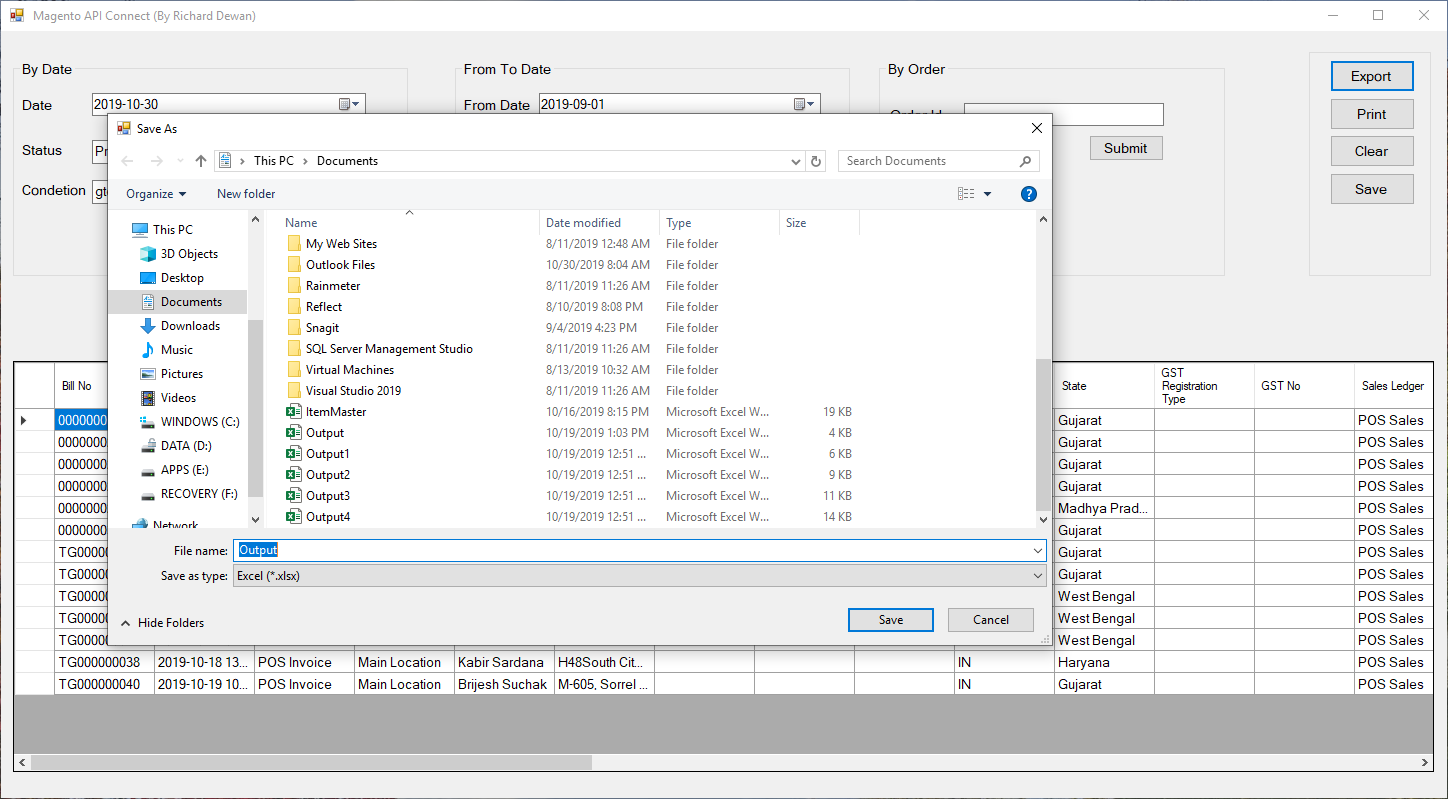 Magento API Connect (By Richard Dewan)
By Date
From To Date
By Order
Export
Date 2019-10-30
From Date 2019-09-01
Print
Status
Submit
Clear
Condetion
Save
Save As
This PC > Documents
Search Documents
Organize
New folder
?
This PC
3D Objects
Desktop
Documents
Downloads
Music
Pictures
Videos
WINDOWS (C:)
DATA (D:)
APPS (E:)
RECOVERY (F:)
Network
Name Date modified Type Size
My Web Sites 8/11/2019 12:48 AM File folder
Outlook Files 10/30/2019 8:04 AM File folder
Rainmeter 8/11/2019 11:26 AM File folder
Reflect 8/10/2019 8:08 PM File folder
Snagit 9/4/2019 4:23 PM File folder
SQL Server Management Studio 8/11/2019 11:26 AM File folder
Virtual Machines 8/13/2019 10:32 AM File folder
Visual Studio 2019 8/11/2019 11:26 AM File folder
ItemMaster 10/16/2019 8:15 PM Microsoft Excel W... 19 KB
Output 10/19/2019 1:03 PM Microsoft Excel W... 4 KB
Output1 10/19/2019 12:51 ... Microsoft Excel W... 6 KB
Output2 10/19/2019 12:51 ... Microsoft Excel W... 9 KB
Output3 10/19/2019 12:51 ... Microsoft Excel W... 11 KB
Output4 10/19/2019 12:51 ... Microsoft Excel W... 14 KB
File name: Output
Save as type: Excel (*.xlsx)
Hide Folders
Save
Cancel
Bill No
State
GST
Registration
Type
GST No
Sales Ledger
0000000 Gujarat POS Sales
0000000 Gujarat POS Sales
0000000 Gujarat POS Sales
0000000 Gujarat POS Sales
0000000 Madhya Prad... POS Sales
0000000 Gujarat POS Sales
TG00000 Gujarat POS Sales
TG00000 Gujarat POS Sales
TG00000 West Bengal POS Sales
TG00000 West Bengal POS Sales
TG00000 West Bengal POS Sales
TG000000038 2019-10-18 13... POS Invoice Main Location Kabir Sardana H48South Cit... IN Haryana POS Sales
TG000000040 2019-10-19 10... POS Invoice Main Location Brijesh Suchak M-605, Sorrel ... IN Gujarat POS Sales